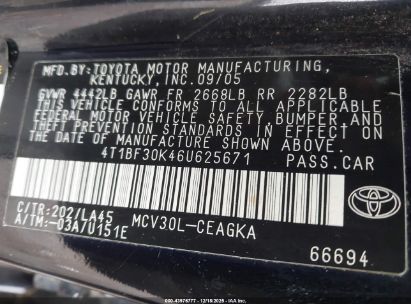 MFD.BY: TOYOTA MOTOR MANUFACTURING,
KENTUCKY, INC. 09/05
GVWR 4442LB GAWR FR 2668LB RR 2282LB
THIS VEHICLE CONFORMS TO ALL APPLICABLE
FEDERAL MOTOR VEHICLE SAFETY, BUMPER, AND
THEFT PREVENTION STANDARDS IN EFFECT ON
THE DATE OF MANUFACTURE SHOWN ABOVE.
4T1BF30K46U625671 PASS.CAR
C/TR:202/LA45 MCV30L-CEAGKA
A/TM:-03A/U151E
TOYOTA
66694